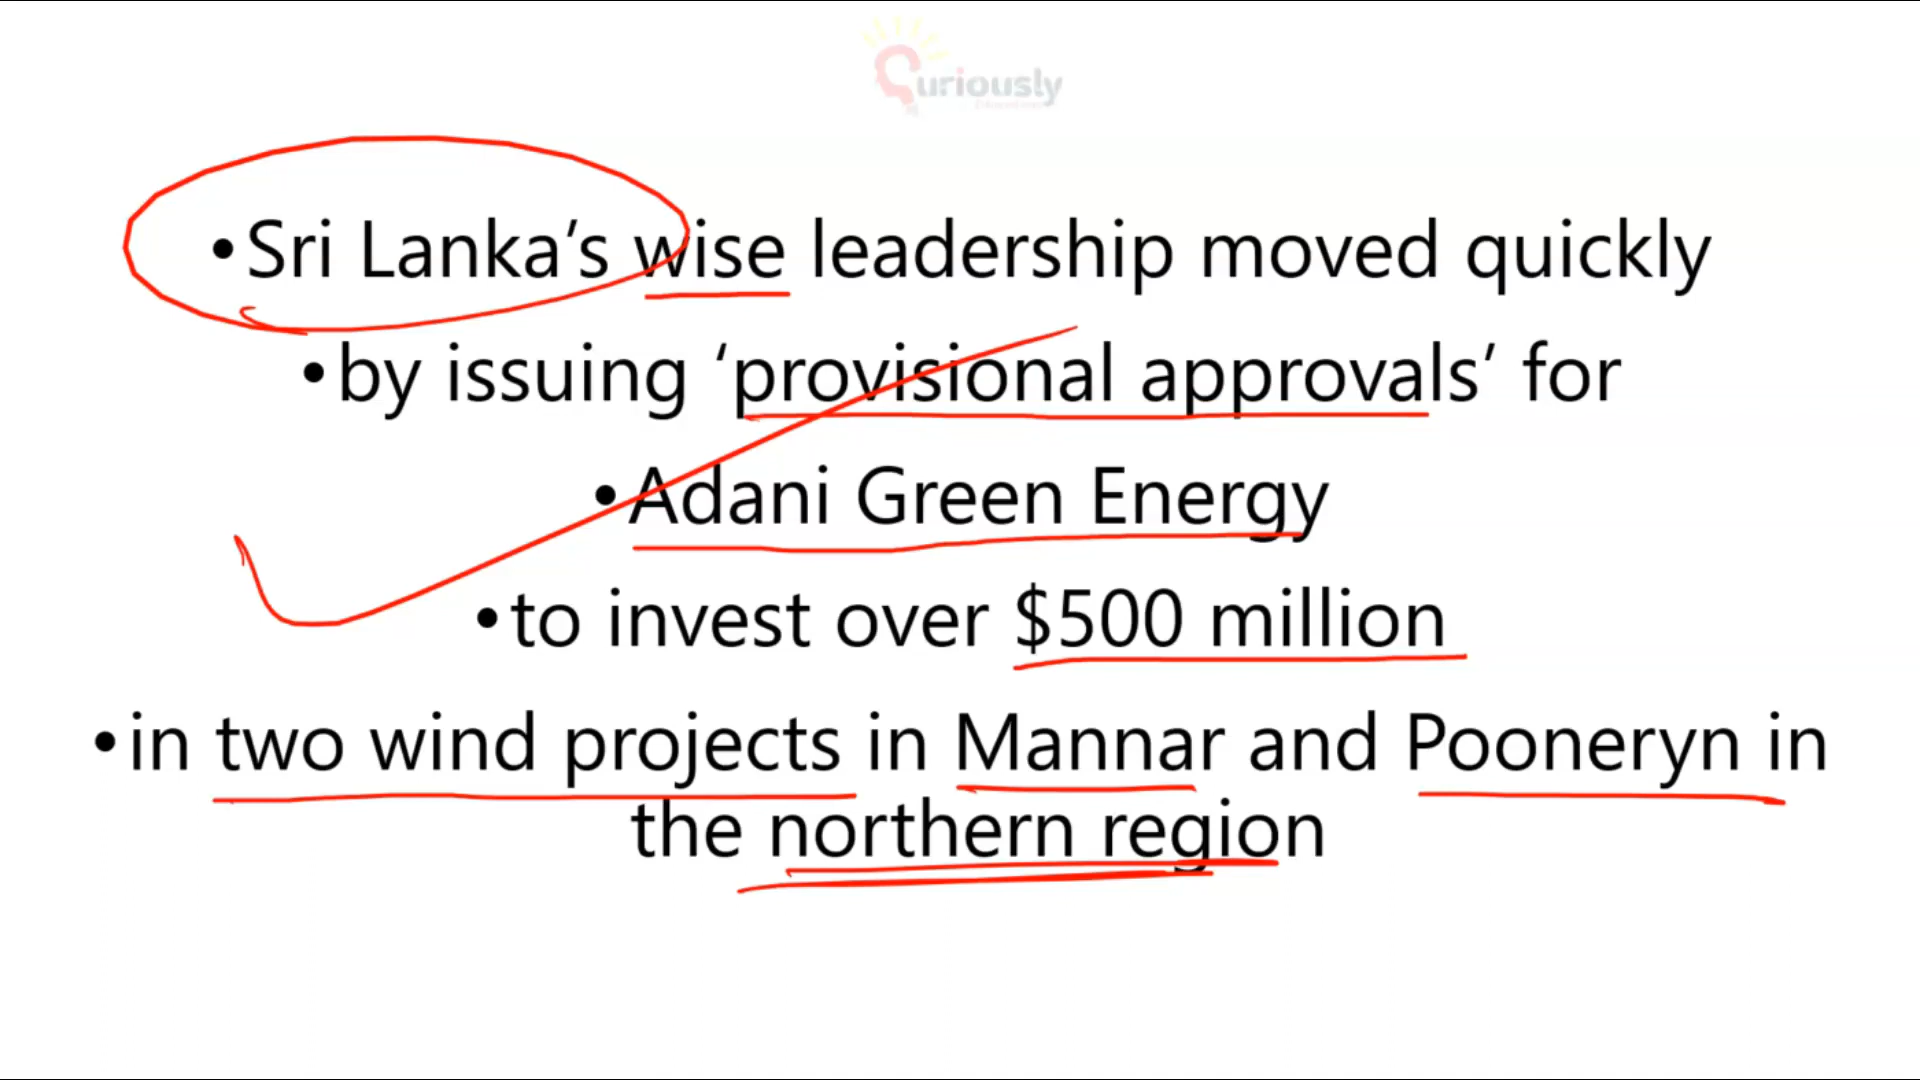 Curiously
•Sri Lanka’s wise leadership moved quickly
•by issuing ‘provisional approvals’ for
•Adani Green Energy
•to invest over $500 million
•in two wind projects in Mannar and Pooneryn in
the northern region